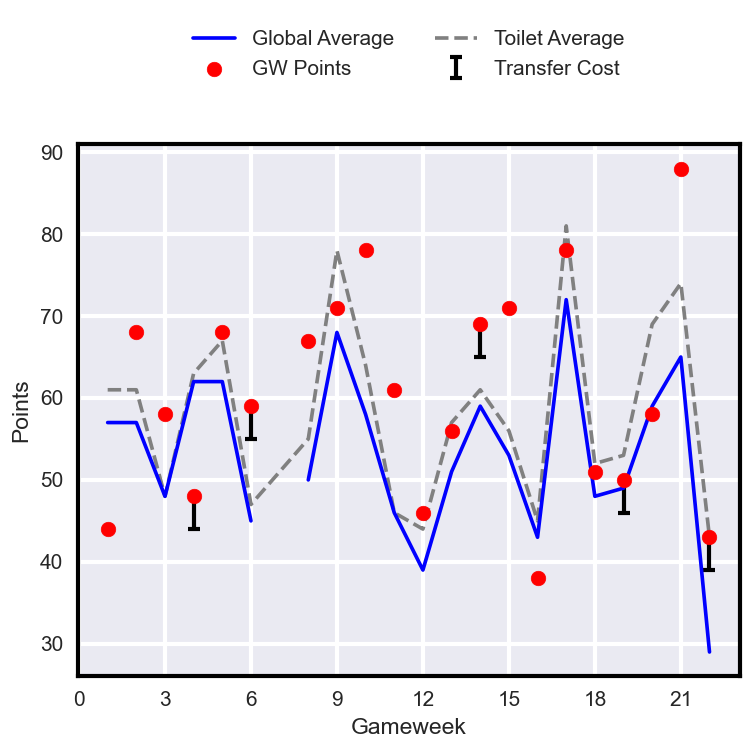 Global Average
GW Points
Toilet Average
Transfer Cost
90
80
70
60
50
40
30
Points
0 3 6 9 12 15 18 21
Gameweek